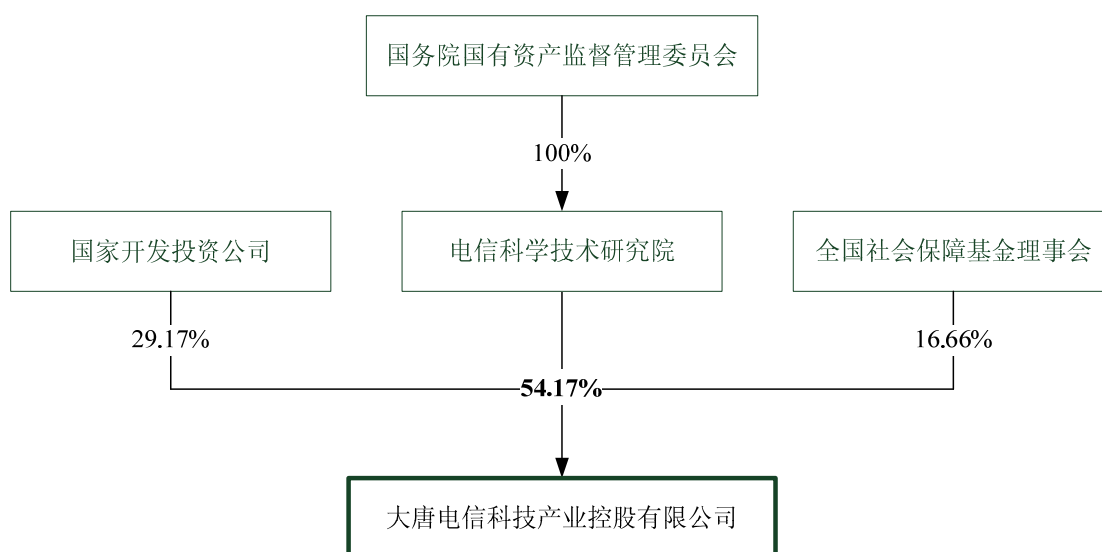 国务院国有资产监督管理委员会
100%
国家开发投资公司
电信科学技术研究院
全国社会保障基金理事会
29.17%
16.66%
54.17%
大唐电信科技产业控股有限公司